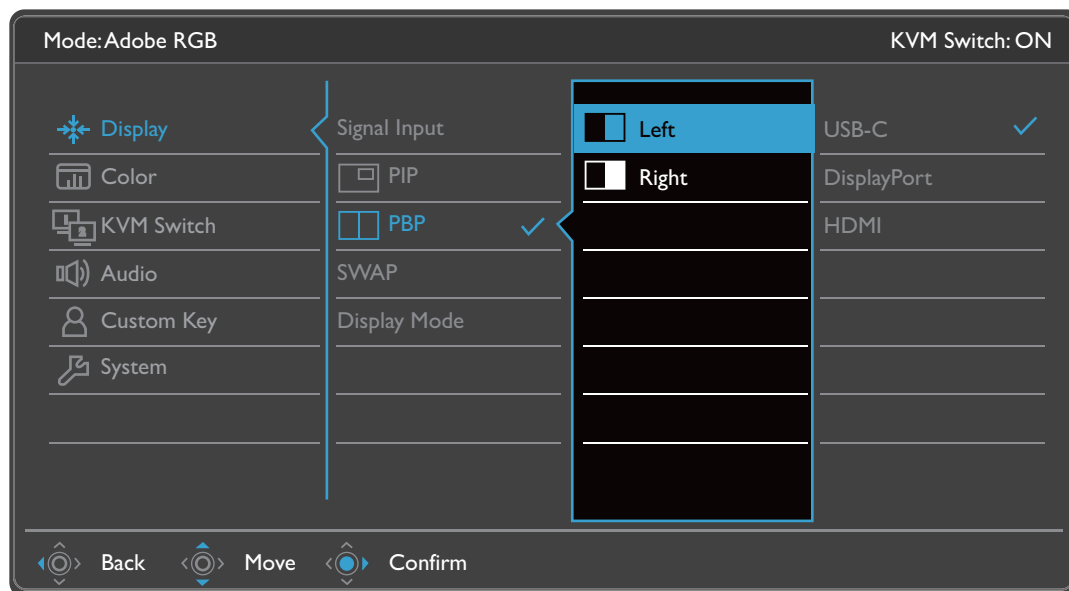 Mode: Adobe RGB
KVM Switch: ON
Display
Color
KVM Switch
Audio
Custom Key
System
Signal Input
PIP
PBP
SWAP
Display Mode
Left
Right
USB-C
DisplayPort
HDMI
Back
Move
Confirm